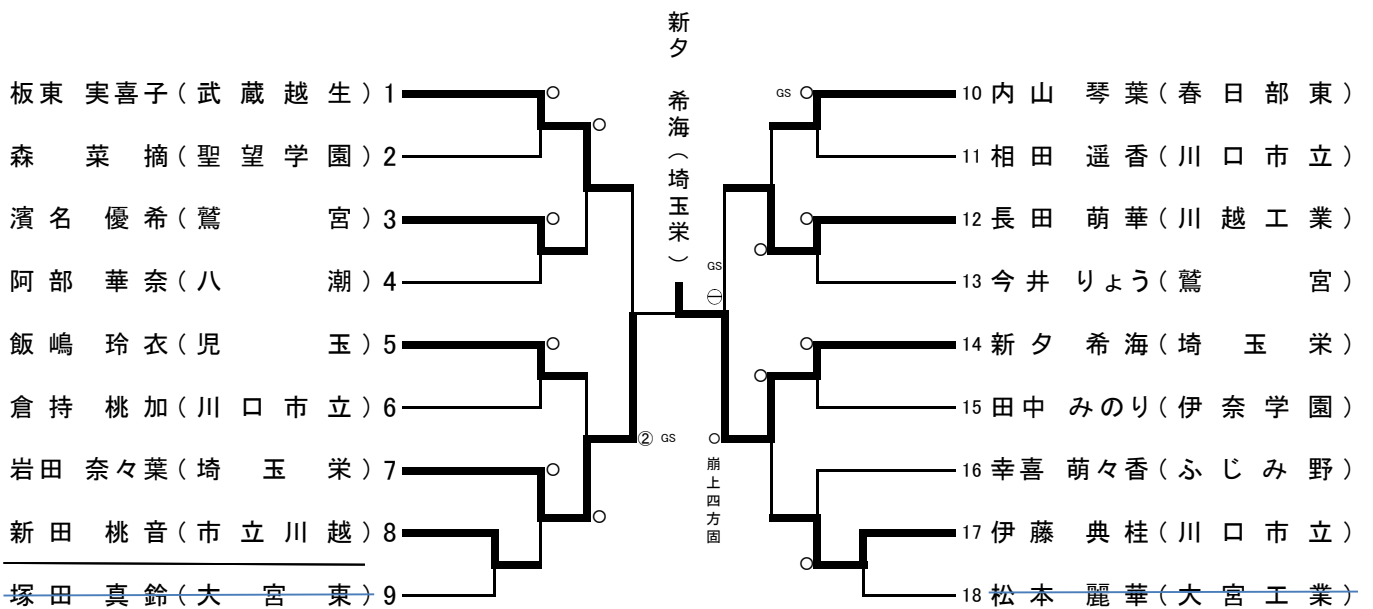 新夕 希海（埼玉栄）
板東 実喜子（武蔵越生）1
森 菜摘（聖望学園）2
濱名 優希（鷲宮）3
阿部 華奈（八潮）4
飯嶋 玲衣（児玉）5
倉持 桃加（川口市立）6
岩田 奈々葉（埼玉栄）7
新田 桃音（市立川越）8
塚田 真鈴（大宮東）9
GS ○
○
○
○
○
○
○
② GS
GS
⊖
○
崩上四方固
○
○
○
○
○
10 内山 琴葉（春日部東）
11 相田 遥香（川口市立）
12 長田 萌華（川越工業）
13 今井 りょう（鷲宮）
14 新夕 希海（埼玉栄）
15 田中 みのり（伊奈学園）
16 幸喜 萌々香（ふじみ野）
17 伊藤 典桂（川口市立）
18 松本 麗華（大宮工業）